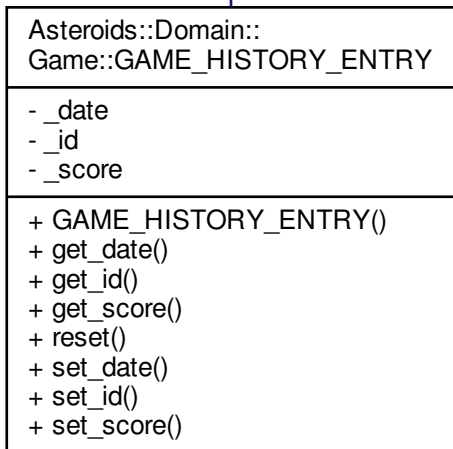 Asteroids::Domain::
Game::GAME_HISTORY_ENTRY
- _date
- _id
- _score
+ GAME_HISTORY_ENTRY()
+ get_date()
+ get_id()
+ get_score()
+ reset()
+ set_date()
+ set_id()
+ set_score()